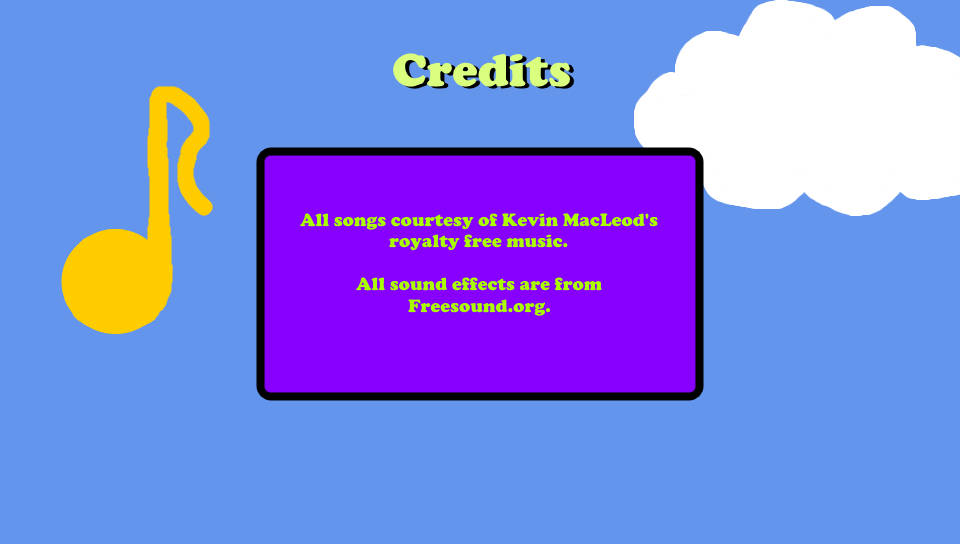 Credits
All songs courtesy of Kevin MacLeod's
royalty free music.
All sound effects are from
Freesound.org.